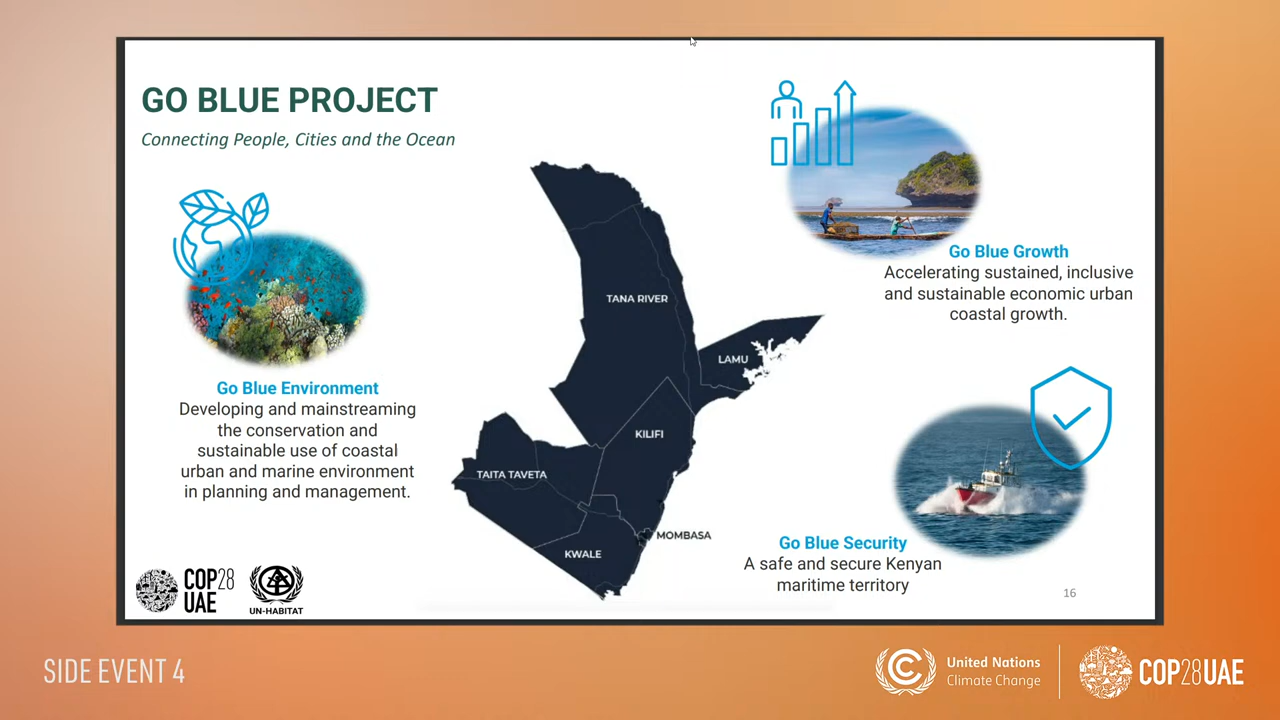 GO BLUE PROJECT
Connecting People, Cities and the Ocean
Go Blue Environment
Developing and mainstreaming
the conservation and
sustainable use of coastal
urban and marine environment
in planning and management.
TANA RIVER
LAMU
KILIFI
TAITA TAVETA
MOMBASA
KWALE
Go Blue Growth
Accelerating sustained, inclusive
and sustainable economic urban
coastal growth.
Go Blue Security
A safe and secure Kenyan
maritime territory
COP28
UAE
UN-HABITAT
16
SIDE EVENT 4
United Nations
Climate Change
COP28UAE